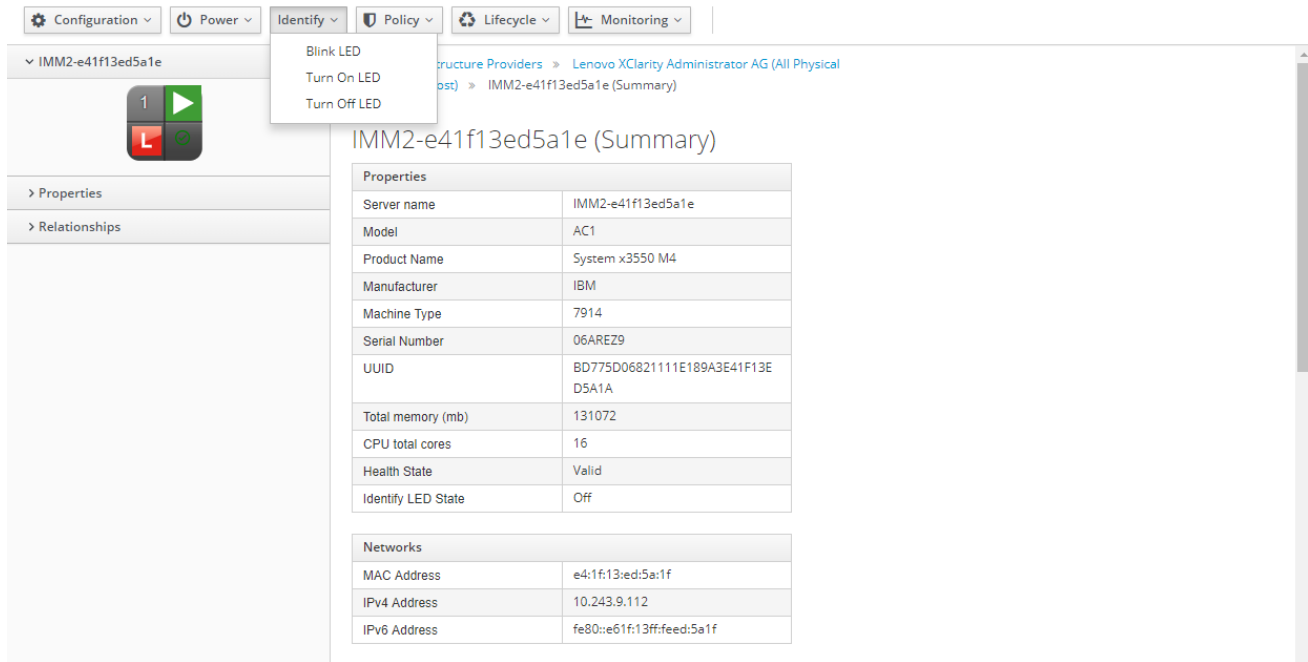 Configuration Power Identify Policy Lifecycle Monitoring
IMM2-e41f13ed5a1e
Blink LED
Turn On LED
Turn Off LED
Providers » Lenovo XClarity Administrator AG (All Physical
» IMM2-e41f13ed5a1e (Summary)
1
L
Properties
Relationships
IMM2-e41f13ed5a1e (Summary)
Properties
Server name IMM2-e41f13ed5a1e
Model AC1
Product Name System x3550 M4
Manufacturer IBM
Machine Type 7914
Serial Number 06AREZ9
UUID BD775D06821111E189A3E41F13E
D5A1A
Total memory (mb) 131072
CPU total cores 16
Health State Valid
Identify LED State Off
Networks
MAC Address e4:1f:13:ed:5a:1f
IPv4 Address 10.243.9.112
IPv6 Address fe80::e61f:13ff:feed:5a1f